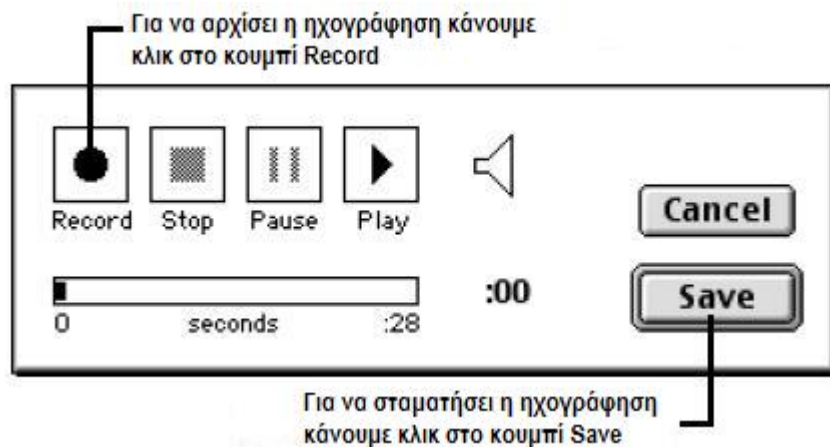 Για να αρχίσει η ηχογράφηση κάνουμε
κλικ στο κουμπί Record
Record Stop Pause Play
Cancel
:00
Save
0 seconds :28
Για να σταματήσει η ηχογράφηση
κάνουμε κλικ στο κουμπί Save